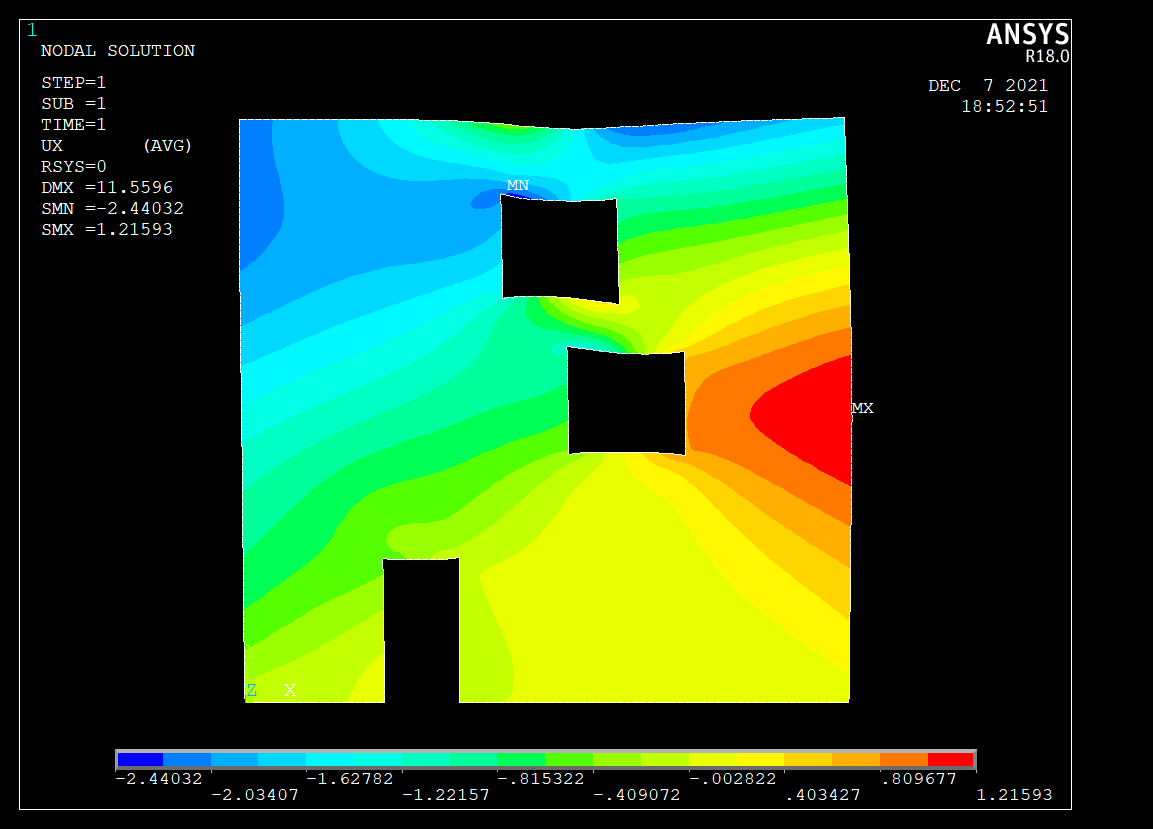 1
ANSYS
R18.0
NODAL SOLUTION
DEC 7 2021
18:52:51
STEP=1
SUB =1
TIME=1
UX (AVG)
RSYS=0
DMX =11.5596
SMN =-2.44032
SMX =1.21593
MN
MX
Z X
-2.44032 -1.62782 -.815322 -.002822 .809677
-2.03407 -1.22157 -.409072 .403427 1.21593